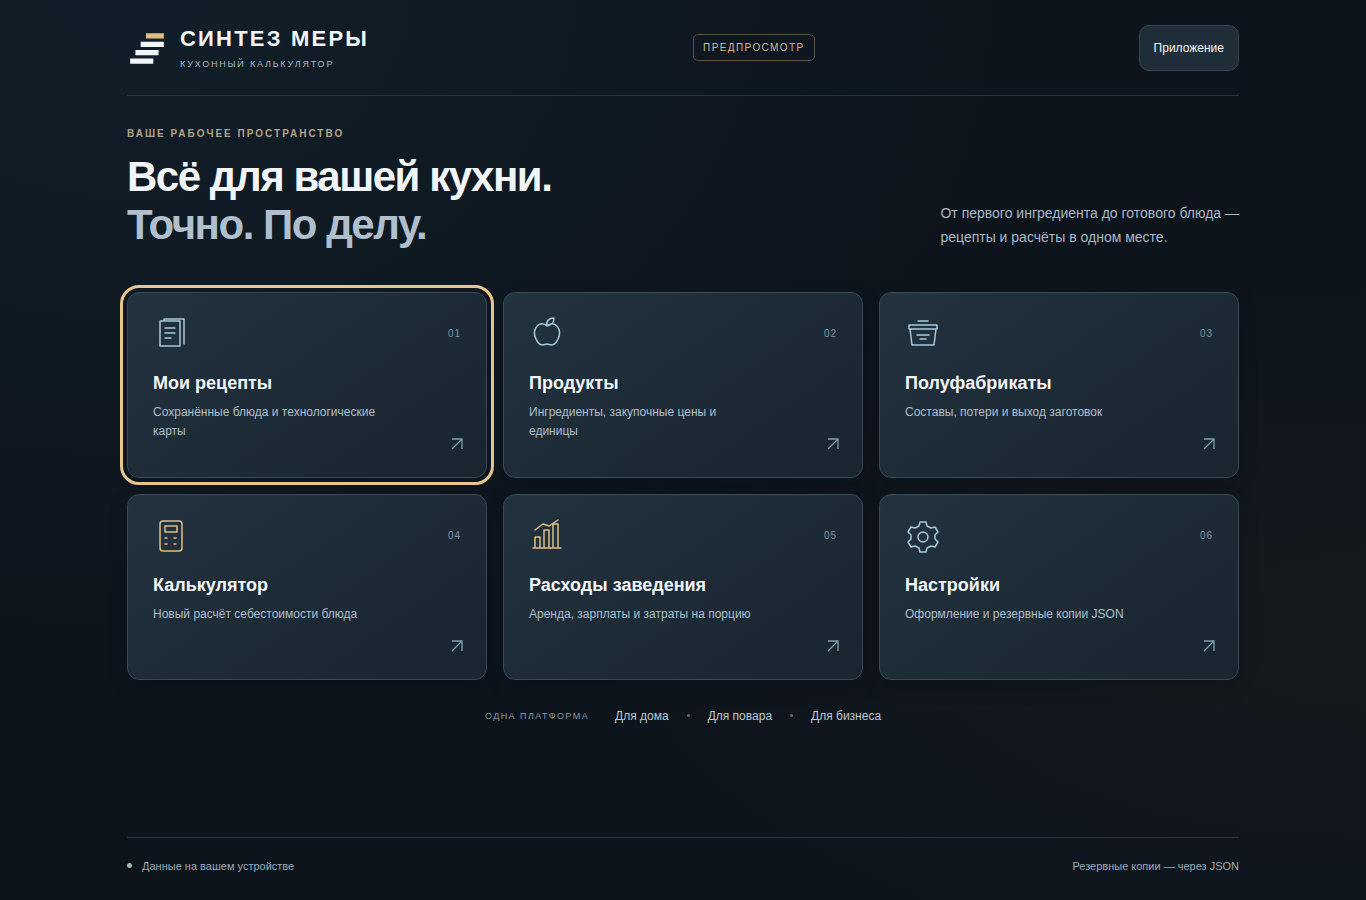 СИНТЕЗ МЕРЫ
КУХОННЫЙ КАЛЬКУЛЯТОР
ПРЕДПРОСМОТР
Приложение
ВАШЕ РАБОЧЕЕ ПРОСТРАНСТВО
Всё для вашей кухни.
Точно. По делу.
От первого ингредиента до готового блюда —
рецепты и расчёты в одном месте.
01
Мои рецепты
Сохранённые блюда и технологические
карты
02
Продукты
Ингредиенты, закупочные цены и
единицы
03
Полуфабрикаты
Составы, потери и выход заготовок
04
Калькулятор
Новый расчёт себестоимости блюда
05
Расходы заведения
Аренда, зарплаты и затраты на порцию
06
Настройки
Оформление и резервные копии JSON
ОДНА ПЛАТФОРМА Для дома • Для повара • Для бизнеса
Данные на вашем устройстве
Резервные копии — через JSON